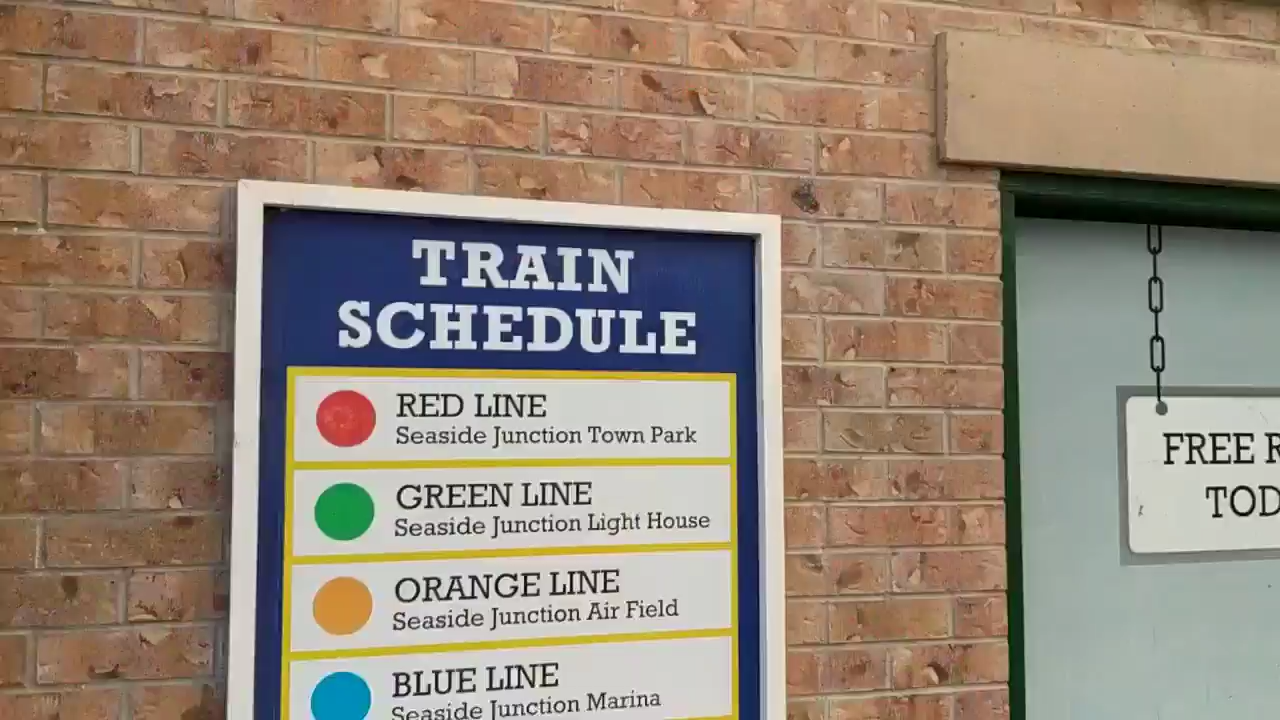 TRAIN
SCHEDULE
RED LINE
Seaside Junction Town Park
GREEN LINE
Seaside Junction Light House
ORANGE LINE
Seaside Junction Air Field
BLUE LINE
Seaside Junction Marina
FREE